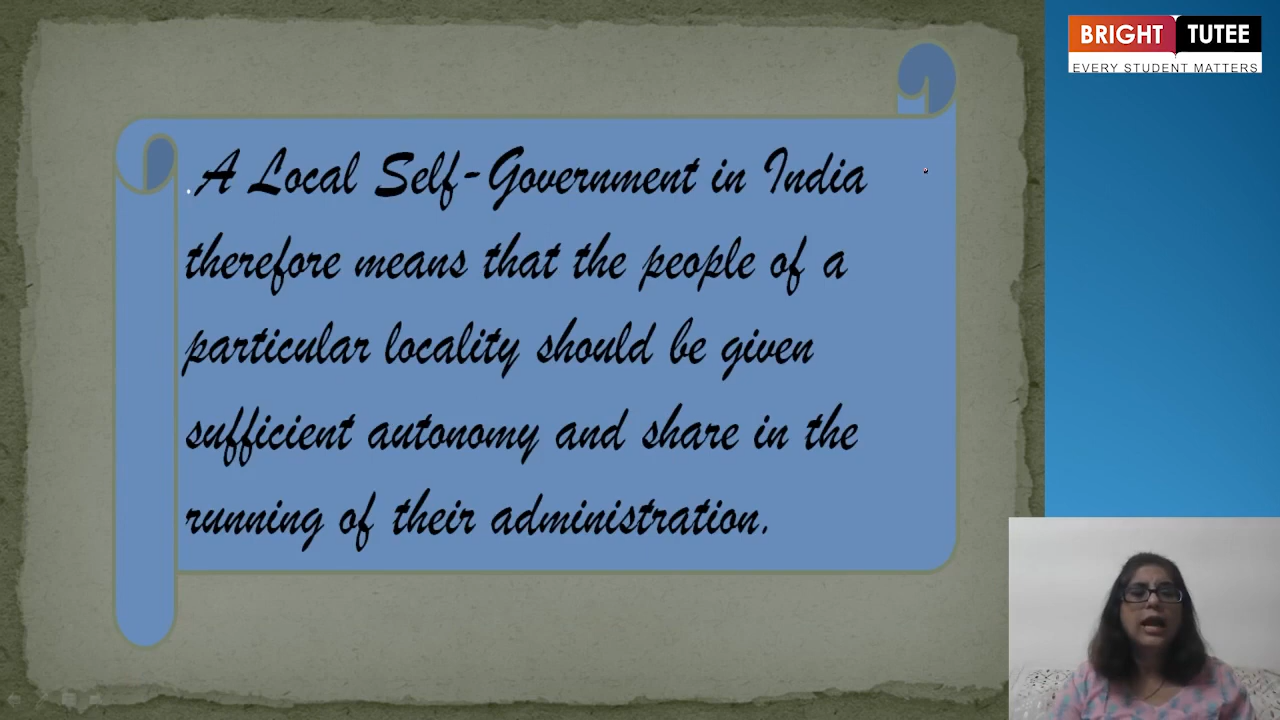 BRIGHT TUTEE
EVERY STUDENT MATTERS
.A Local Self-Government in India
therefore means that the people of a
particular locality should be given
sufficient autonomy and share in the
running of their administration.